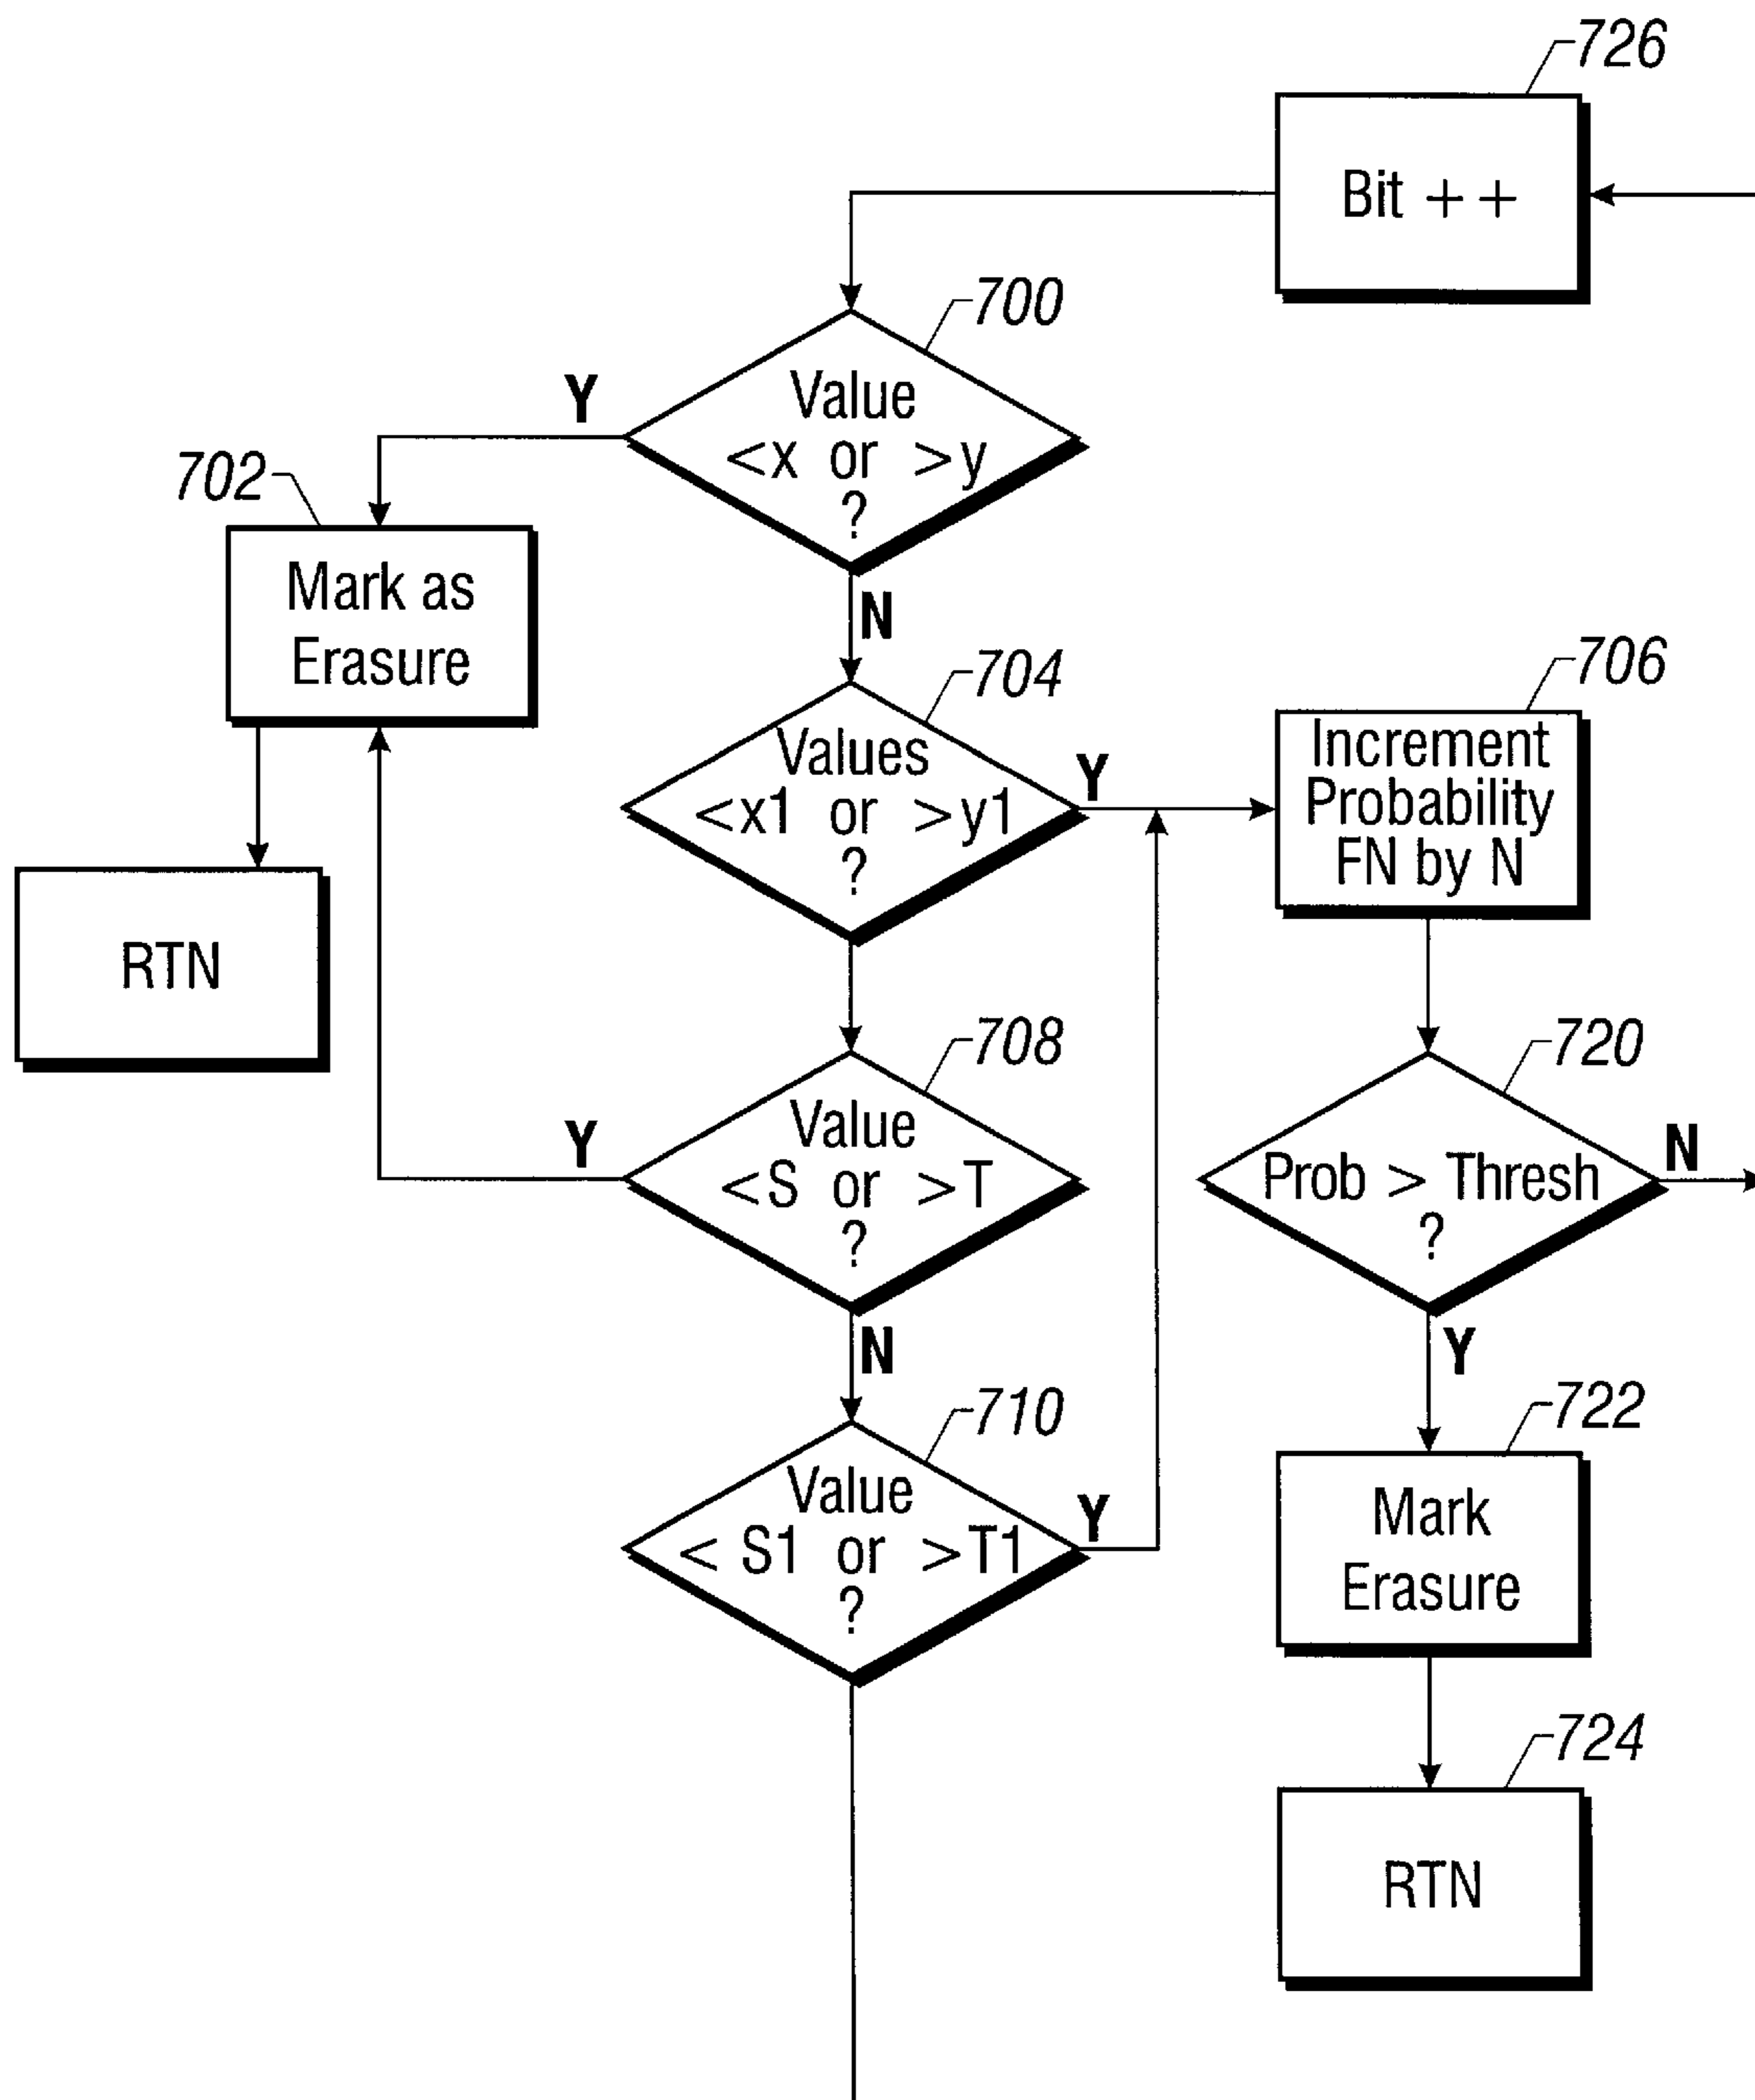 726
Bit + +
700
Y
Value
<x or >y
?
702
Mark as
Erasure
N
704
Values
<x1 or >y1
?
Y
706
Increment
Probability
FN by N
RTN
708
Value
<S or >T
?
Y
720
Prob > Thresh
?
N
N
Y
710
Value
< S1 or >T1
?
Y
722
Mark
Erasure
724
RTN